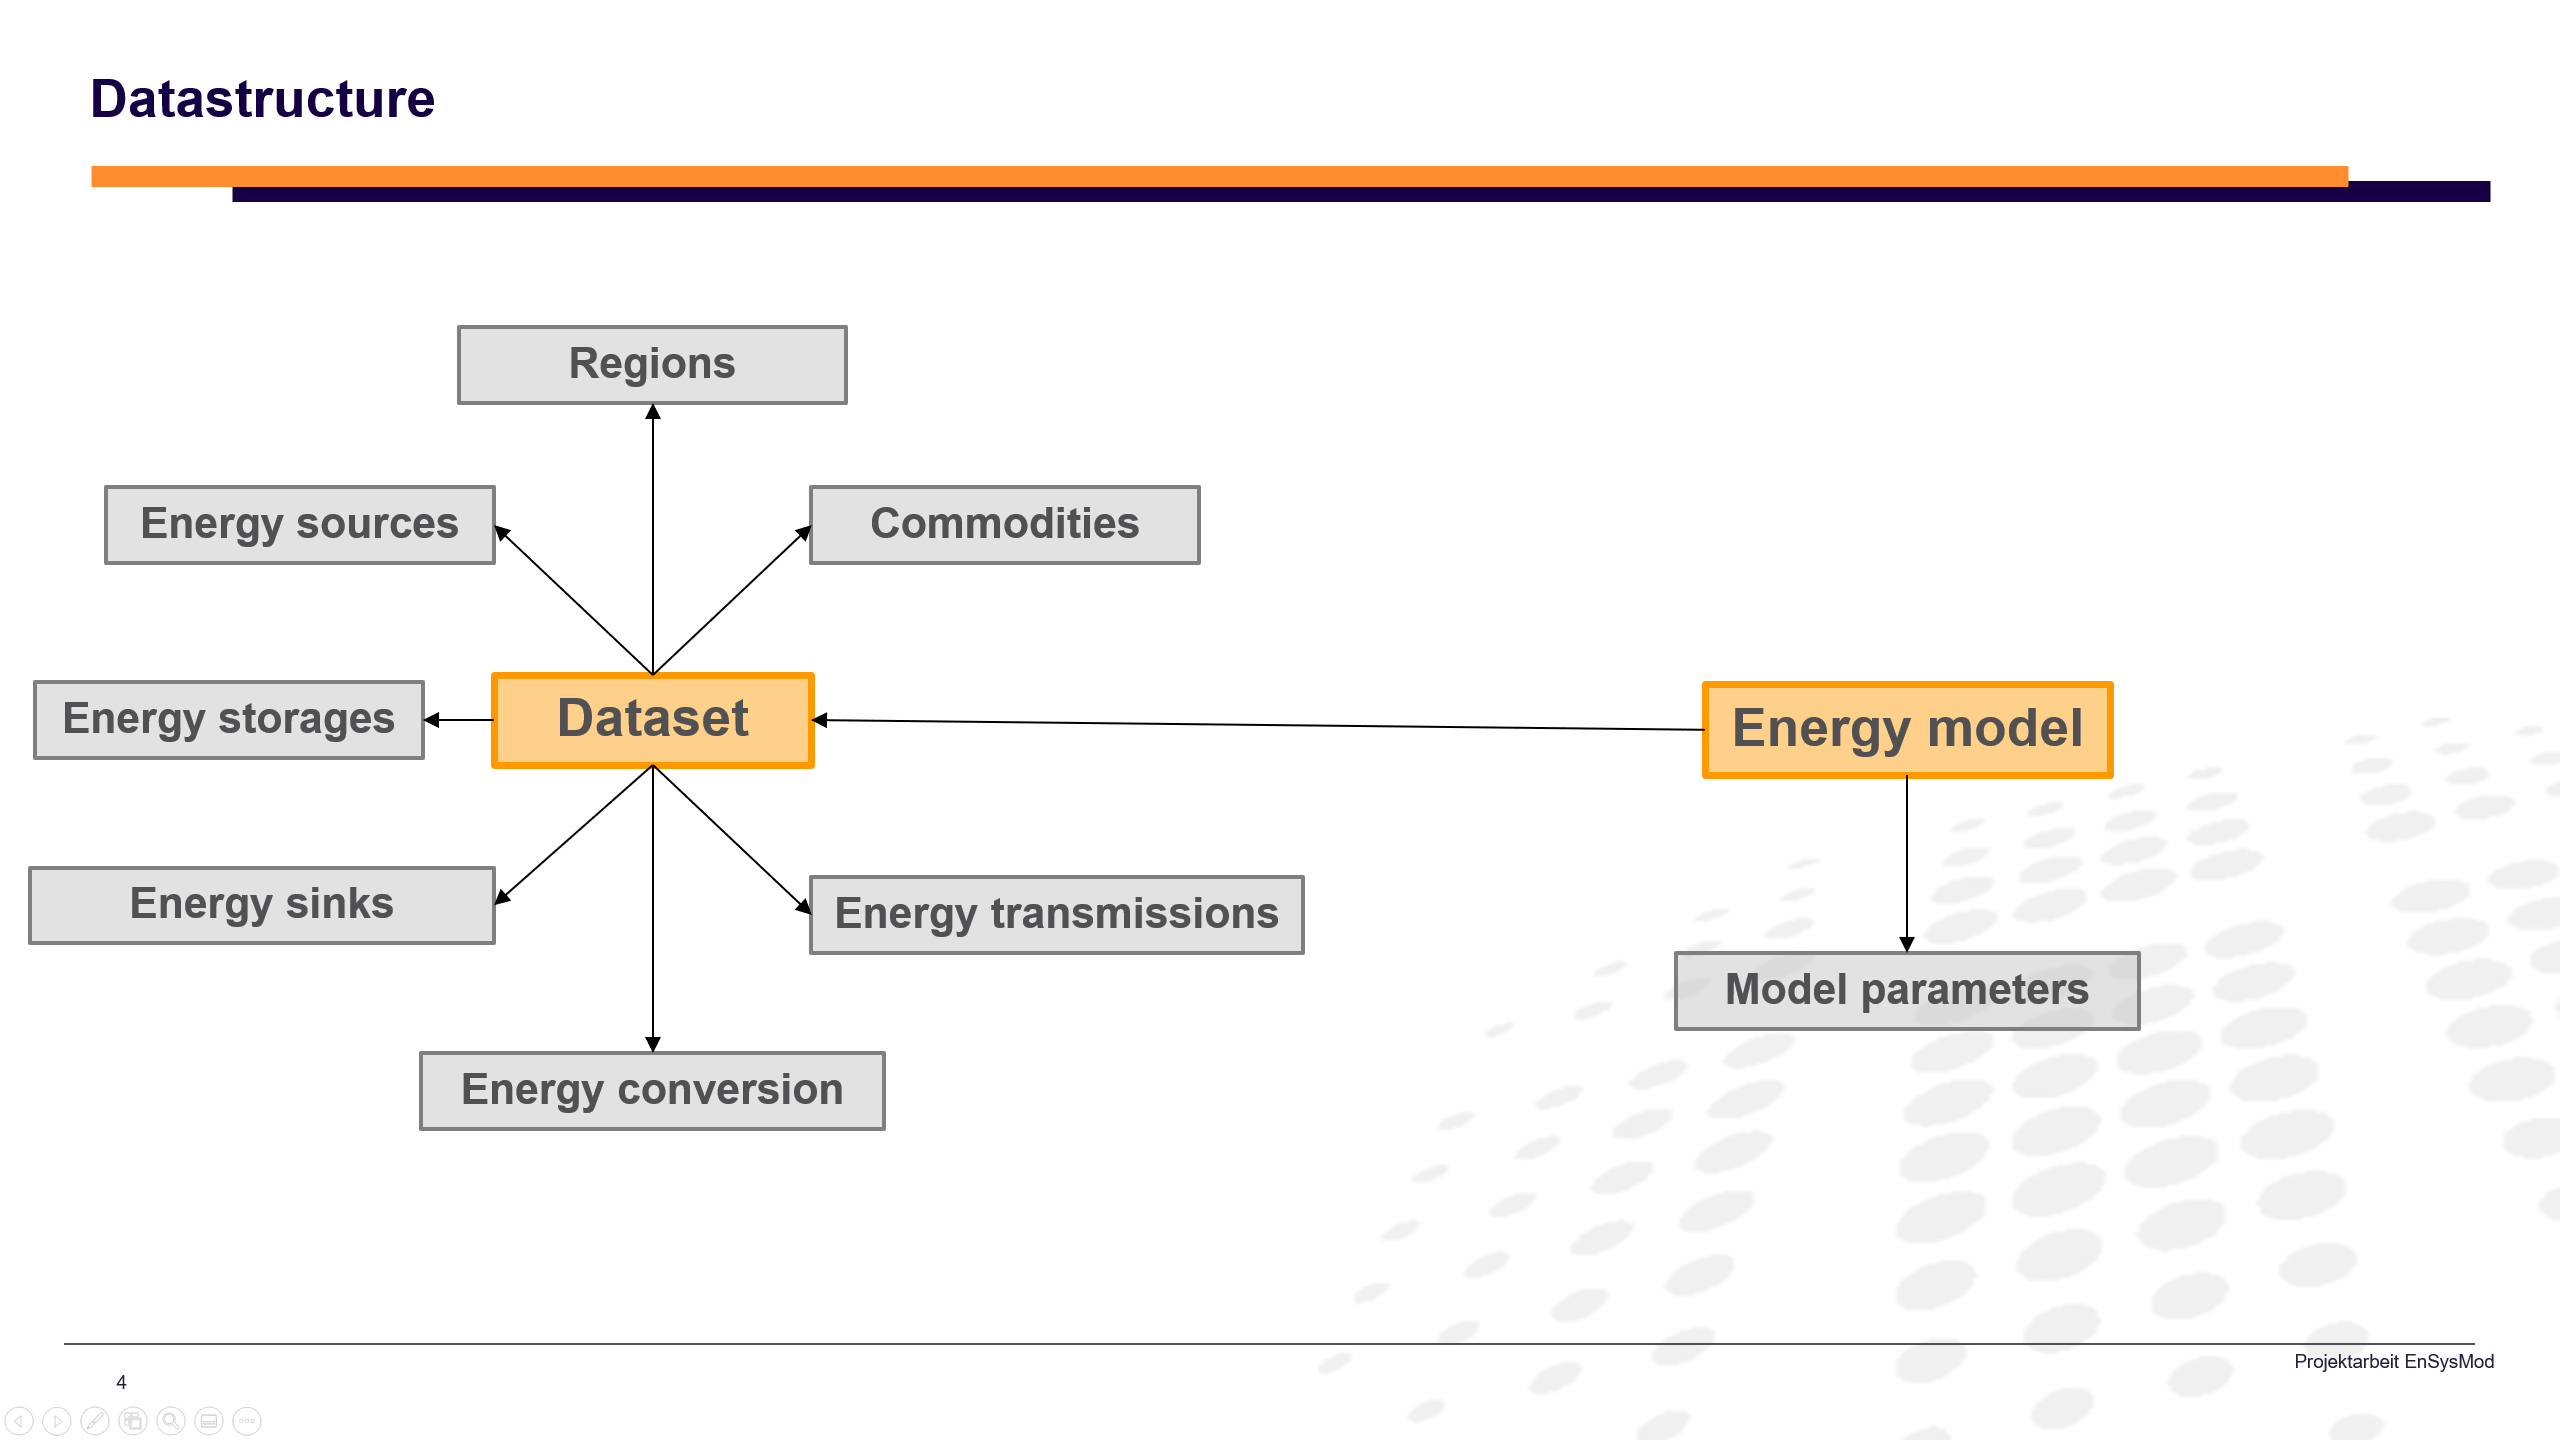 Datastructure
Regions
Energy sources
Commodities
Energy storages
Dataset
Energy model
Energy sinks
Energy transmissions
Model parameters
Energy conversion
Projektarbeit EnSysMod
4